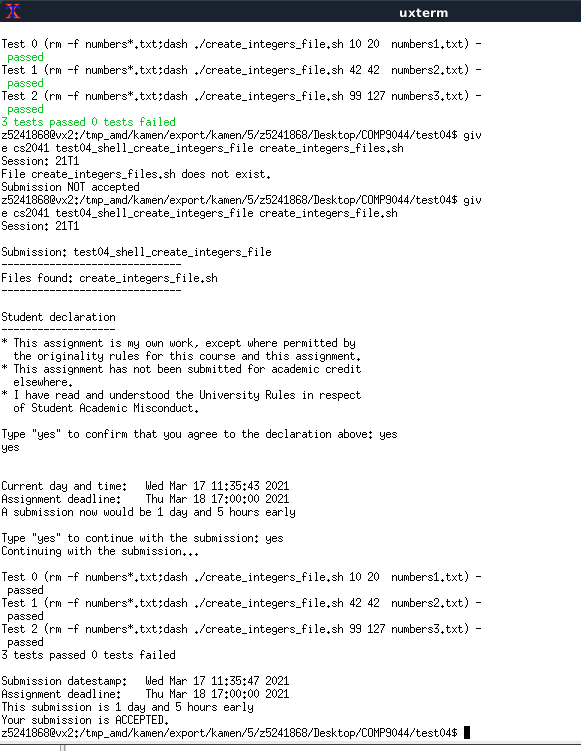 uxterm
Test 0 (rm -f numbers*.txt;dash ./create_integers_file.sh 10 20  numbers1.txt) -
 passed
Test 1 (rm -f numbers*.txt;dash ./create_integers_file.sh 42 42  numbers2.txt) -
 passed
Test 2 (rm -f numbers*.txt;dash ./create_integers_file.sh 99 127 numbers3.txt) -
 passed
3 tests passed 0 tests failed
z5241868@vx2:/tmp_amd/kamen/export/kamen/5/z5241868/Desktop/COMP9044/test04$ giv
e cs2041 test04_shell_create_integers_file create_integers_files.sh
Session: 21T1
File create_integers_files.sh does not exist.
Submission NOT accepted
z5241868@vx2:/tmp_amd/kamen/export/kamen/5/z5241868/Desktop/COMP9044/test04$ giv
e cs2041 test04_shell_create_integers_file create_integers_file.sh
Session: 21T1
Submission: test04_shell_create_integers_file
------------------------------
Files found: create_integers_file.sh
------------------------------
Student declaration
-------------------
* This assignment is my own work, except where permitted by
  the originality rules for this course and this assignment.
* This assignment has not been submitted for academic credit
  elsewhere.
* I have read and understood the University Rules in respect
  of Student Academic Misconduct.
Type "yes" to confirm that you agree to the declaration above: yes
yes
Current day and time:   Wed Mar 17 11:35:43 2021
Assignment deadline:    Thu Mar 18 17:00:00 2021
A submission now would be 1 day and 5 hours early
Type "yes" to continue with the submission: yes
Continuing with the submission...
Test 0 (rm -f numbers*.txt;dash ./create_integers_file.sh 10 20  numbers1.txt) -
 passed
Test 1 (rm -f numbers*.txt;dash ./create_integers_file.sh 42 42  numbers2.txt) -
 passed
Test 2 (rm -f numbers*.txt;dash ./create_integers_file.sh 99 127 numbers3.txt) -
 passed
3 tests passed 0 tests failed
Submission datestamp:   Wed Mar 17 11:35:47 2021
Assignment deadline:    Thu Mar 18 17:00:00 2021
This submission is 1 day and 5 hours early
Your submission is ACCEPTED.
z5241868@vx2:/tmp_amd/kamen/export/kamen/5/z5241868/Desktop/COMP9044/test04$